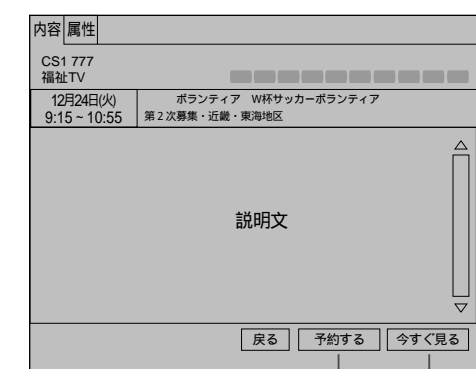 内容 属性
CS1 777
福祉TV
12月24日(火) ボランティア W杯サッカーボランティア
9:15～10:55 第2次募集・近畿・東海地区
説明文
戻る 予約する 今すぐ見る